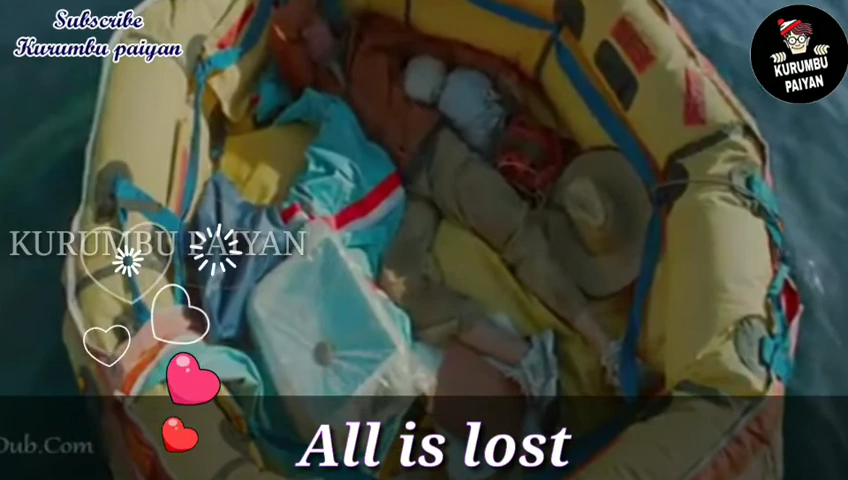 Subscribe
Kurumbu paiyan
KURUMBU
PAIYAN
KURUMBU PAIYAN
Dub.Com
All is lost